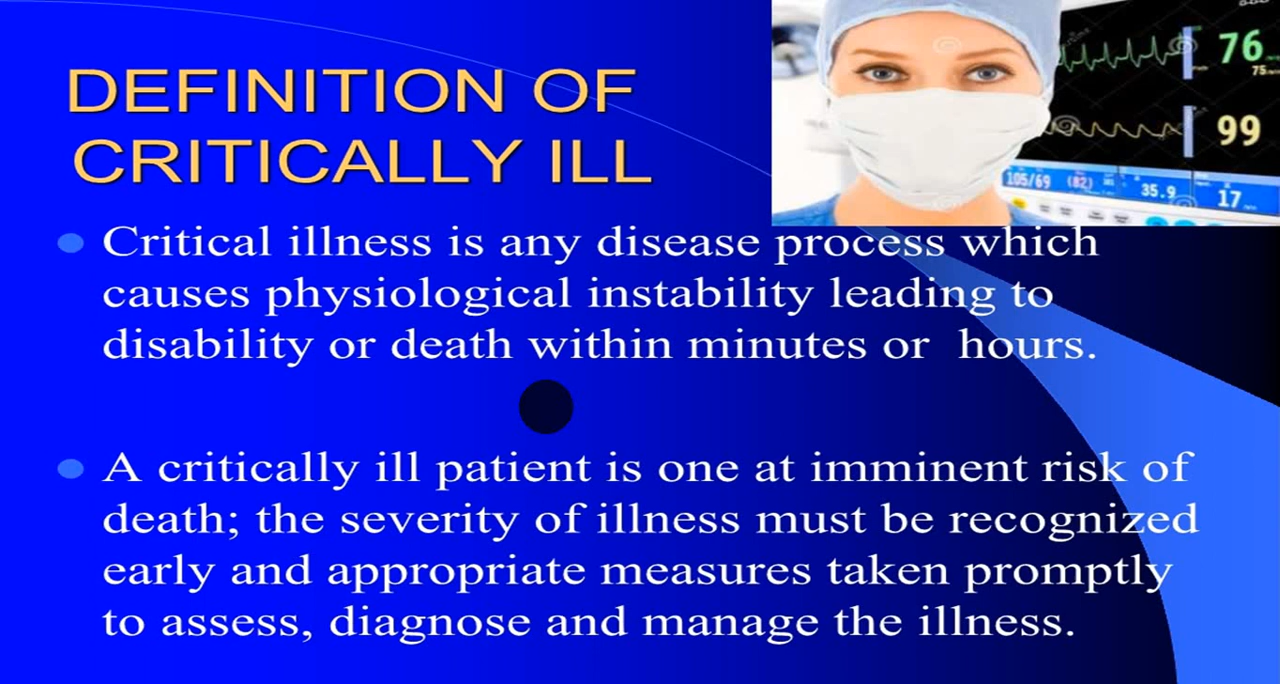 DEFINITION OF
CRITICALLY ILL
76
75
99
105/69 (82)
35.9
17
Critical illness is any disease process which
causes physiological instability leading to
disability or death within minutes or hours.
A critically ill patient is one at imminent risk of
death; the severity of illness must be recognized
early and appropriate measures taken promptly
to assess, diagnose and manage the illness.